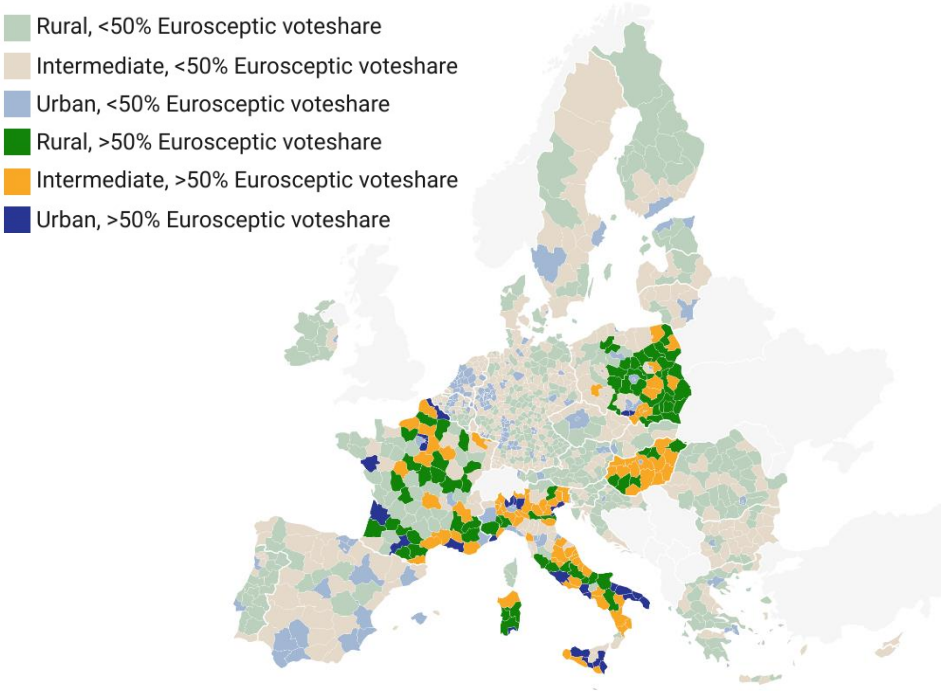 Rural, <50% Eurosceptic voteshare
Intermediate, <50% Eurosceptic voteshare
Urban, <50% Eurosceptic voteshare
Rural, >50% Eurosceptic voteshare
Intermediate, >50% Eurosceptic voteshare
Urban, >50% Eurosceptic voteshare